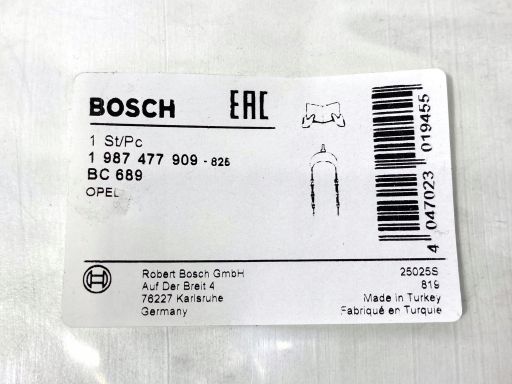 BOSCH EAC
1 St/Pc
1 987 477 909 - 825
BC 689
OPEL
4 047023 019455
Robert Bosch GmbH
Auf Der Breit 4
76227 Karlsruhe
Germany
25025S
819
Made in Turkey
Fabriqué en Turquie